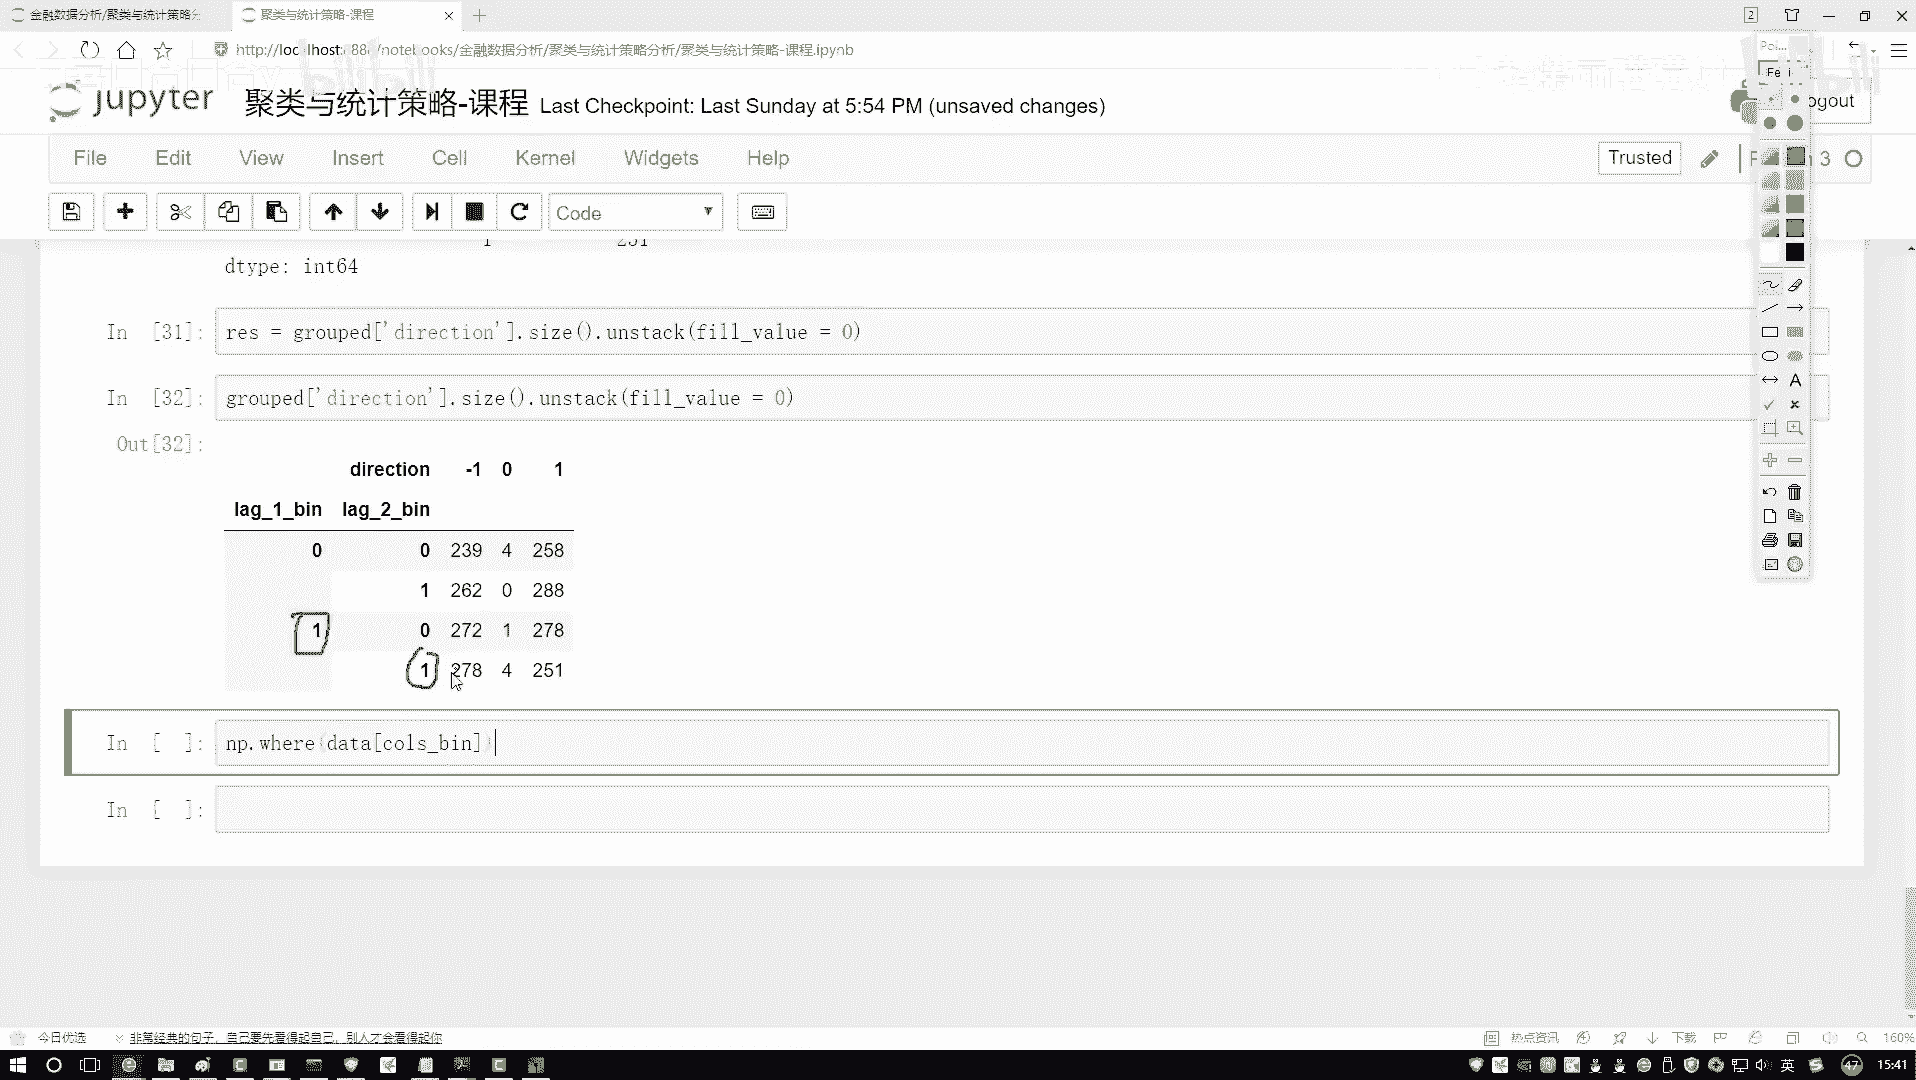 金融数据分析/聚类与统计策略分
聚类与统计策略-课程
2
http://localhost:888/notebooks/金融数据分析/聚类与统计策略分析/聚类与统计策略-课程.ipynb
jupyter 聚类与统计策略-课程 Last Checkpoint: Last Sunday at 5:54 PM (unsaved changes)
ogout
File Edit View Insert Cell Kernel Widgets Help
Trusted
3
Code
1 251
dtype: int64
In [31]: res = grouped['direction'].size().unstack(fill_value = 0)
In [32]: grouped['direction'].size().unstack(fill_value = 0)
Out[32]:
direction -1 0 1
lag_1_bin lag_2_bin
0 0 239 4 258
1 262 0 288
1 0 272 1 278
1 278 4 251
In [ ]: np.where(data[cols_bin])
In [ ]:
今日优选 非常经典的句子，自己要先看得起自己，别人才会看得起你
热点资讯 下载 160%
英 47 15:41